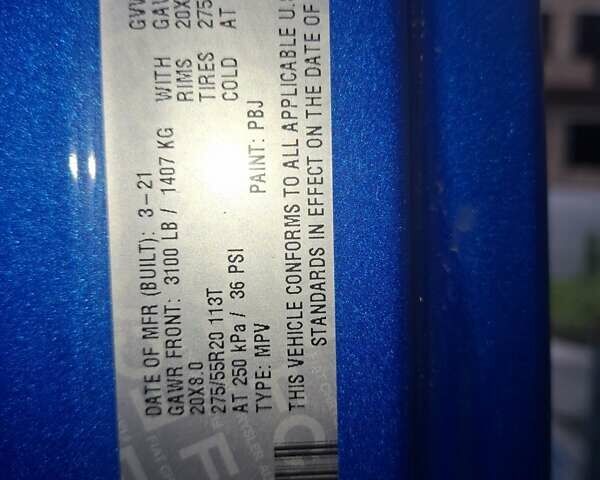 DATE OF MFR (BUILT): 3-21 GVW
GAWR FRONT: 3100 LB / 1407 KG WITH GAW
20X8.0 RIMS 20X
275/55R20 113T TIRES 275
AT 250 kPa / 36 PSI COLD AT
TYPE: MPV PAINT: PBJ
THIS VEHICLE CONFORMS TO ALL APPLICABLE U.S
STANDARDS IN EFFECT ON THE DATE OF